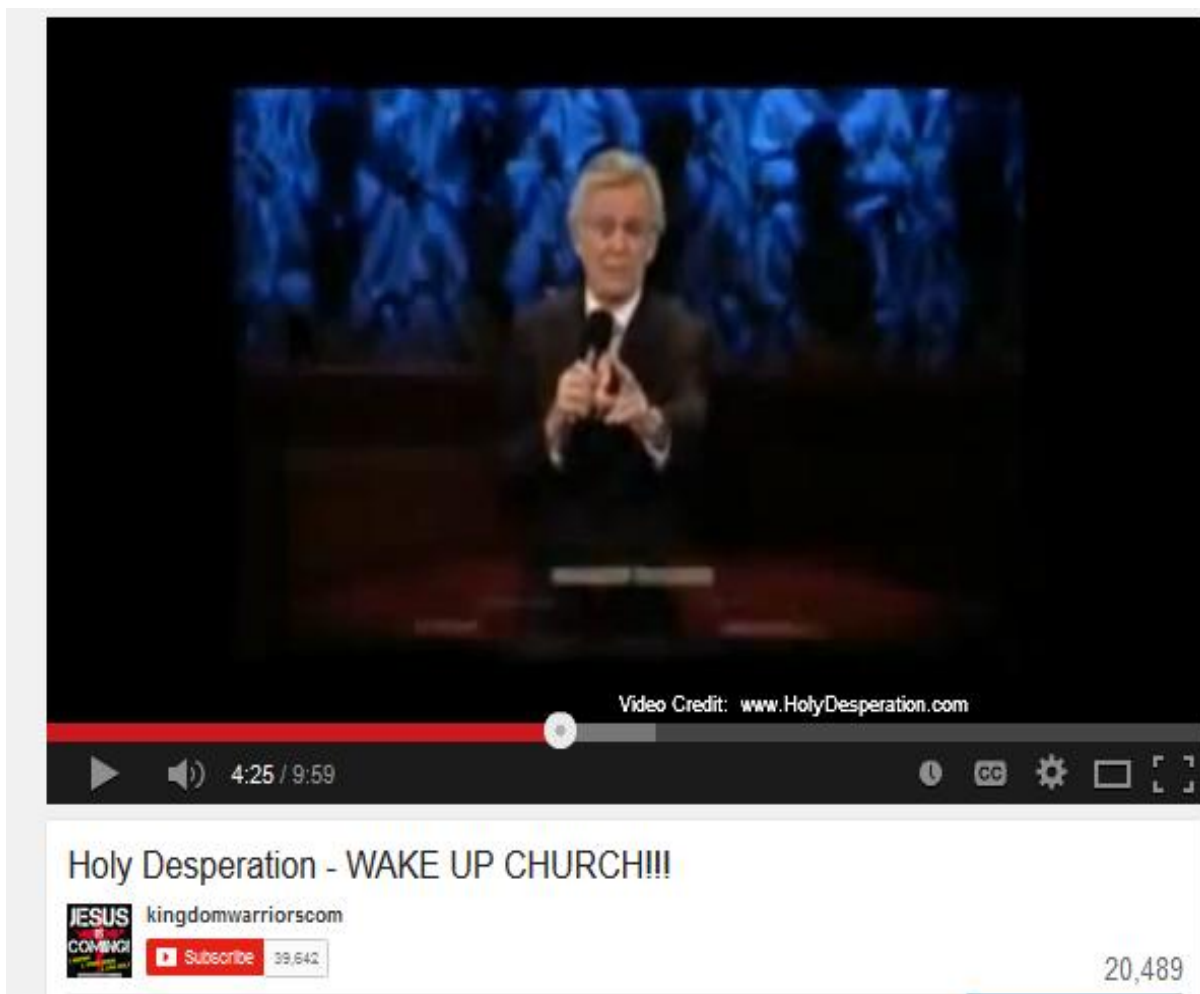 Video Credit: www.HolyDesperation.com
4:25 / 9:59
CC
Holy Desperation - WAKE UP CHURCH!!!
JESUS
IS
COMING!
kingdomwarriorscom
Subscribe 39,642
20,489